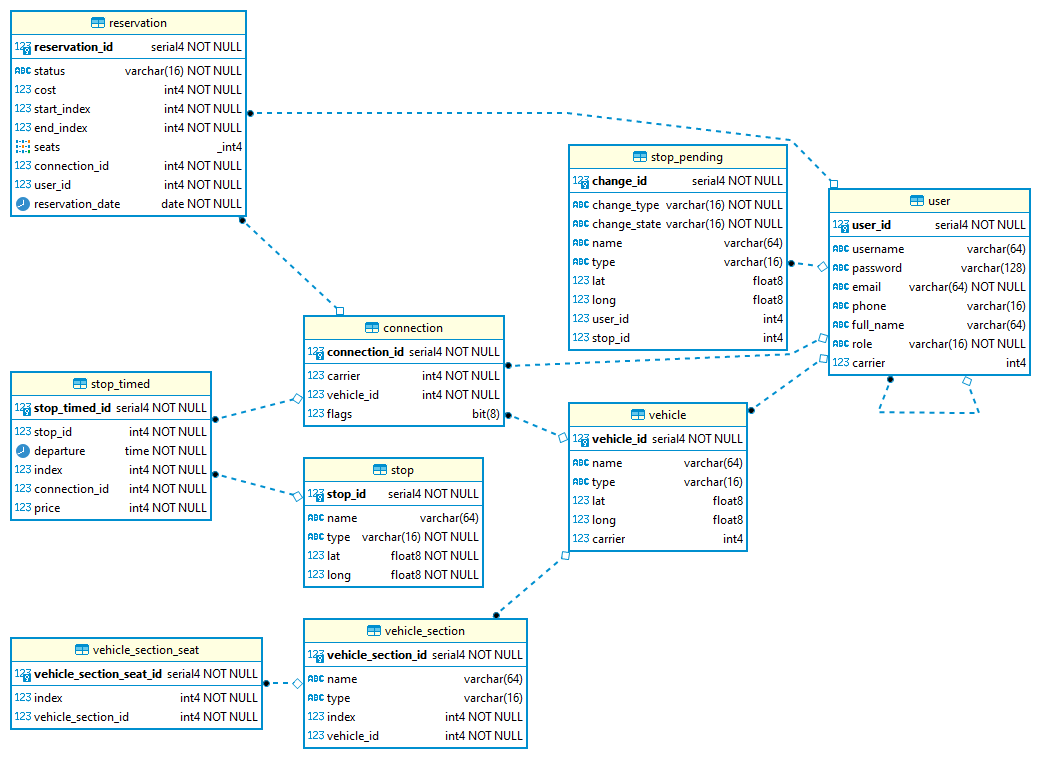 reservation
123 reservation_id serial4 NOT NULL
ABC status varchar(16) NOT NULL
123 cost int4 NOT NULL
123 start_index int4 NOT NULL
123 end_index int4 NOT NULL
seats _int4
123 connection_id int4 NOT NULL
123 user_id int4 NOT NULL
reservation_date date NOT NULL
stop_pending
123 change_id serial4 NOT NULL
ABC change_type varchar(16) NOT NULL
ABC change_state varchar(16) NOT NULL
ABC name varchar(64)
ABC type varchar(16)
123 lat float8
123 long float8
123 user_id int4
123 stop_id int4
user
123 user_id serial4 NOT NULL
ABC username varchar(64)
ABC password varchar(128)
ABC email varchar(64) NOT NULL
ABC phone varchar(16)
ABC full_name varchar(64)
ABC role varchar(16) NOT NULL
123 carrier int4
connection
123 connection_id serial4 NOT NULL
123 carrier int4 NOT NULL
123 vehicle_id int4 NOT NULL
123 flags bit(8)
stop_timed
123 stop_timed_id serial4 NOT NULL
123 stop_id int4 NOT NULL
departure time NOT NULL
123 index int4 NOT NULL
123 connection_id int4 NOT NULL
123 price int4 NOT NULL
vehicle
123 vehicle_id serial4 NOT NULL
ABC name varchar(64)
ABC type varchar(16)
123 lat float8
123 long float8
123 carrier int4
stop
123 stop_id serial4 NOT NULL
ABC name varchar(64)
ABC type varchar(16) NOT NULL
123 lat float8 NOT NULL
123 long float8 NOT NULL
vehicle_section
123 vehicle_section_id serial4 NOT NULL
ABC name varchar(64)
ABC type varchar(16)
123 index int4 NOT NULL
123 vehicle_id int4 NOT NULL
vehicle_section_seat
123 vehicle_section_seat_id serial4 NOT NULL
123 index int4 NOT NULL
123 vehicle_section_id int4 NOT NULL